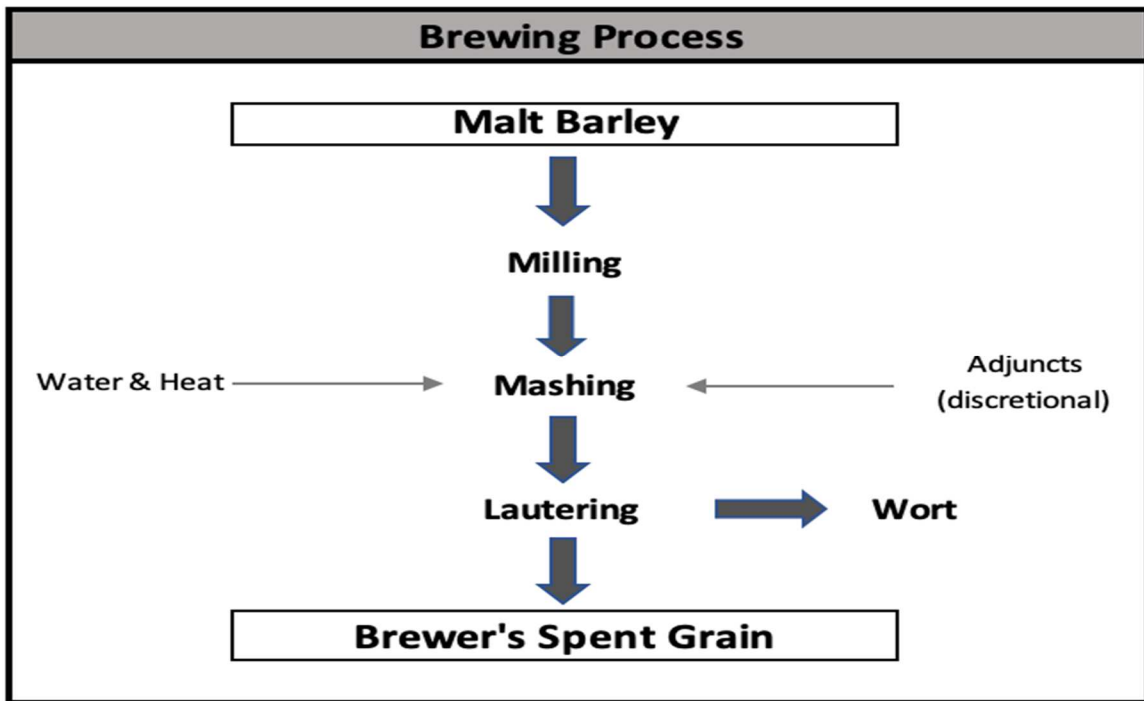 Brewing Process
Malt Barley
Milling
Water & Heat
Mashing
Adjuncts
(discretional)
Lautering
Wort
Brewer's Spent Grain